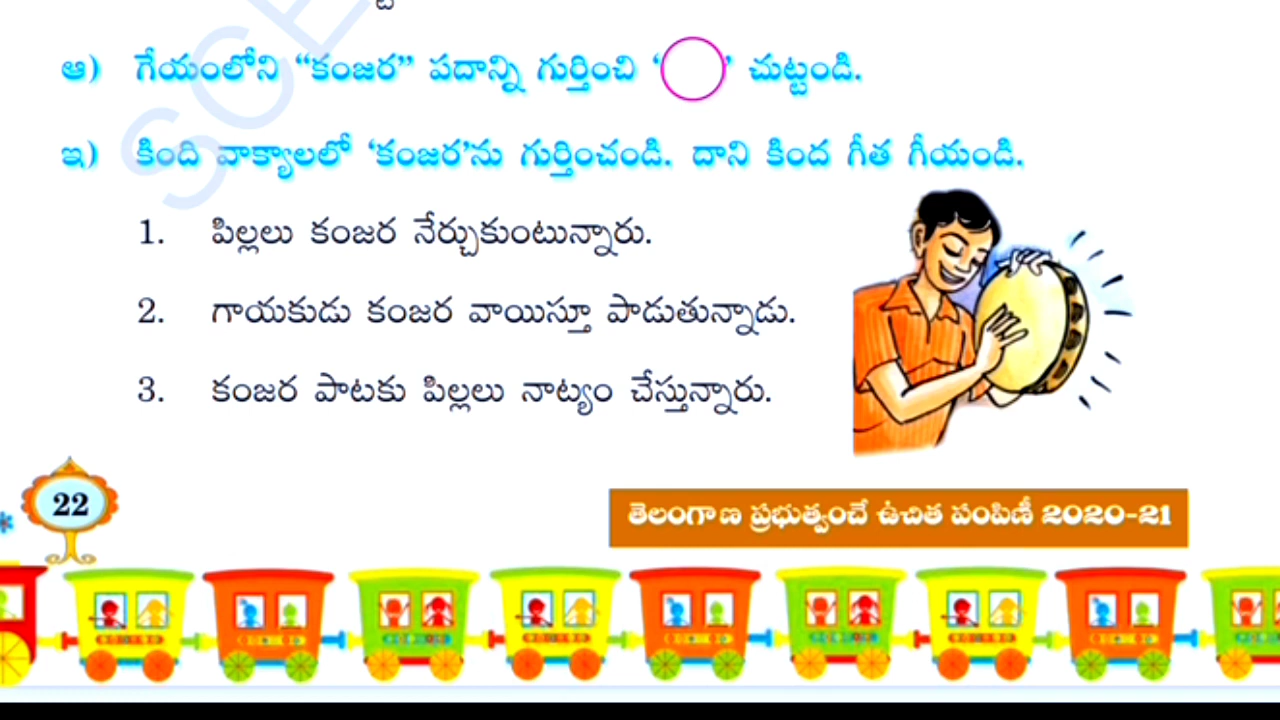 ఆ) గేయంలోని “కంజర” పదాన్ని గుర్తించి ‘ ’ చుట్టండి.
ఇ) కింది వాక్యాలలో ‘కంజర’ను గుర్తించండి. దాని కింద గీత గీయండి.
1. పిల్లలు కంజర నేర్చుకుంటున్నారు.
2. గాయకుడు కంజర వాయిస్తూ పాడుతున్నాడు.
3. కంజర పాటకు పిల్లలు నాట్యం చేస్తున్నారు.
22
తెలంగాణ ప్రభుత్వంచే ఉచిత పంపిణీ 2020-21